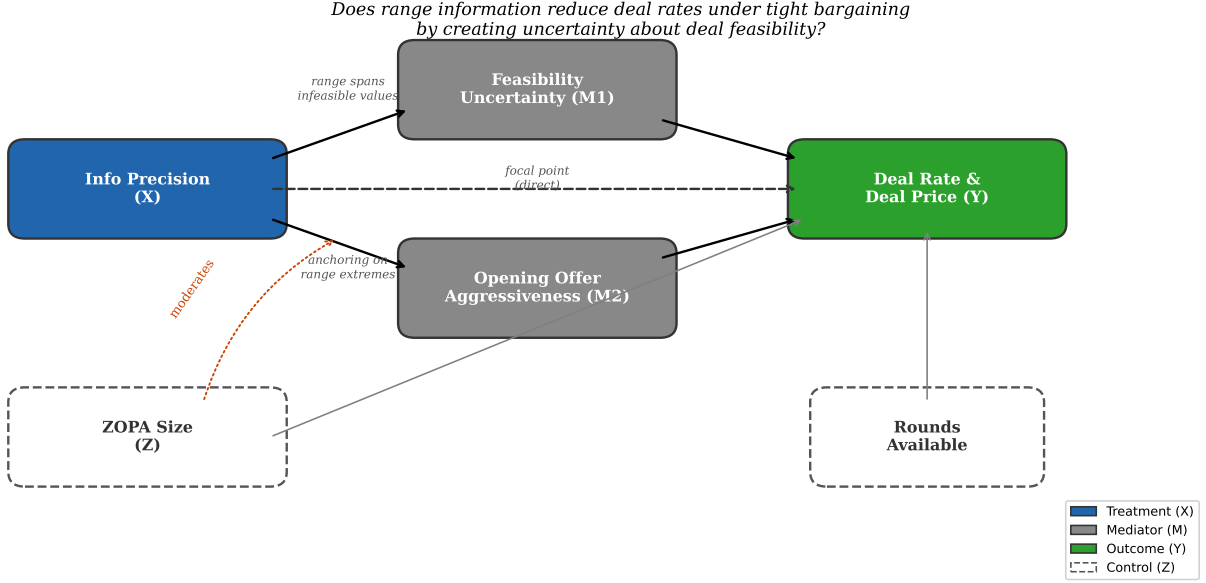 Does range information reduce deal rates under tight bargaining
by creating uncertainty about deal feasibility?
Feasibility
Uncertainty (M1)
range spans
infeasible values
Info Precision
(X)
focal point
(direct)
Deal Rate &
Deal Price (Y)
anchoring on
range extremes
Opening Offer
Aggressiveness (M2)
moderates
ZOPA Size
(Z)
Rounds
Available
Treatment (X)
Mediator (M)
Outcome (Y)
Control (Z)